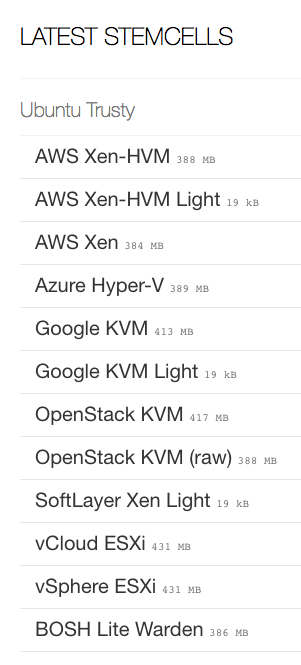 LATEST STEMCELLS
Ubuntu Trusty
AWS Xen-HVM 388 MB
AWS Xen-HVM Light 19 kB
AWS Xen 384 MB
Azure Hyper-V 389 MB
Google KVM 413 MB
Google KVM Light 19 kB
OpenStack KVM 417 MB
OpenStack KVM (raw) 388 MB
SoftLayer Xen Light 19 kB
vCloud ESXi 431 MB
vSphere ESXi 431 MB
BOSH Lite Warden 386 MB